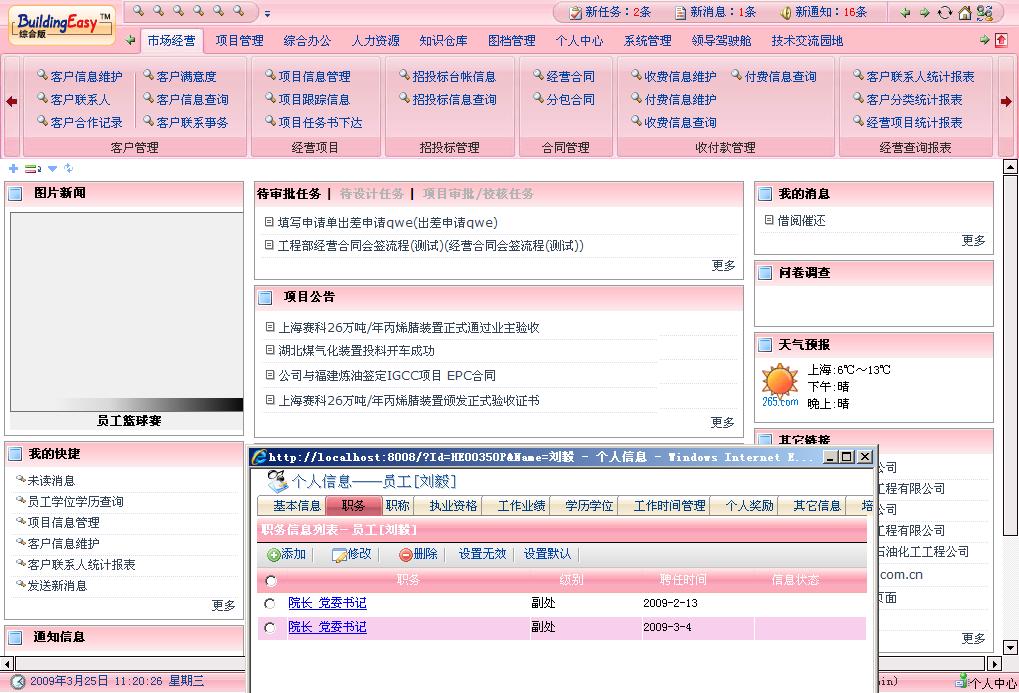 BuildingEasy™
综合版
新任务：2条 新消息：1条 新通知：16条
市场经营 项目管理 综合办公 人力资源 知识仓库 图档管理 个人中心 系统管理 领导驾驶舱 技术交流园地
客户信息维护 客户满意度 项目信息管理 招投标台帐信息 经营合同 收费信息维护 付费信息查询 客户联系人统计报表
客户联系人 客户信息查询 项目跟踪信息 招投标信息查询 分包合同 付费信息维护 客户分类统计报表
客户合作记录 客户联系事务 项目任务书下达 收费信息查询 经营项目统计报表
客户管理 经营项目 招投标管理 合同管理 收付款管理 经营查询报表
图片新闻
员工篮球赛
我的快捷
未读消息
员工学位学历查询
项目信息管理
客户信息维护
客户联系人统计报表
发送新消息
更多
通知信息
待审批任务 | 待设计任务 | 项目审批/校核任务
填写申请单出差申请qwe(出差申请qwe)
工程部经营合同会签流程(测试)(经营合同会签流程(测试))
更多
项目公告
上海赛科26万吨/年丙烯腈装置正式通过业主验收
湖北煤气化装置投料开车成功
公司与福建炼油签定IGCC项目 EPC合同
上海赛科26万吨/年丙烯腈装置颁发正式验收证书
更多
我的消息
借阅催还
更多
问卷调查
天气预报
上海:6℃～13℃
下午:晴
晚上:晴
265.com
其它链接
公司
工程有限公司
公司
工程有限公司
石油化工工程公司
com.cn
页面
更多
http://localhost:8008/?Id=HE00350P&Name=刘毅 - 个人信息 - Windows Internet E...
个人信息——员工[刘毅]
基本信息 职务 职称 执业资格 工作业绩 学历学位 工作时间管理 个人奖励 其它信息 培
职务信息列表-员工[刘毅]
添加 修改 删除 设置无效 设置默认
职务 级别 聘任时间 信息状态
院长 党委书记 副处 2009-2-13
院长 党委书记 副处 2009-3-4
2009年3月25日 11:20:26 星期三
in)
个人中心